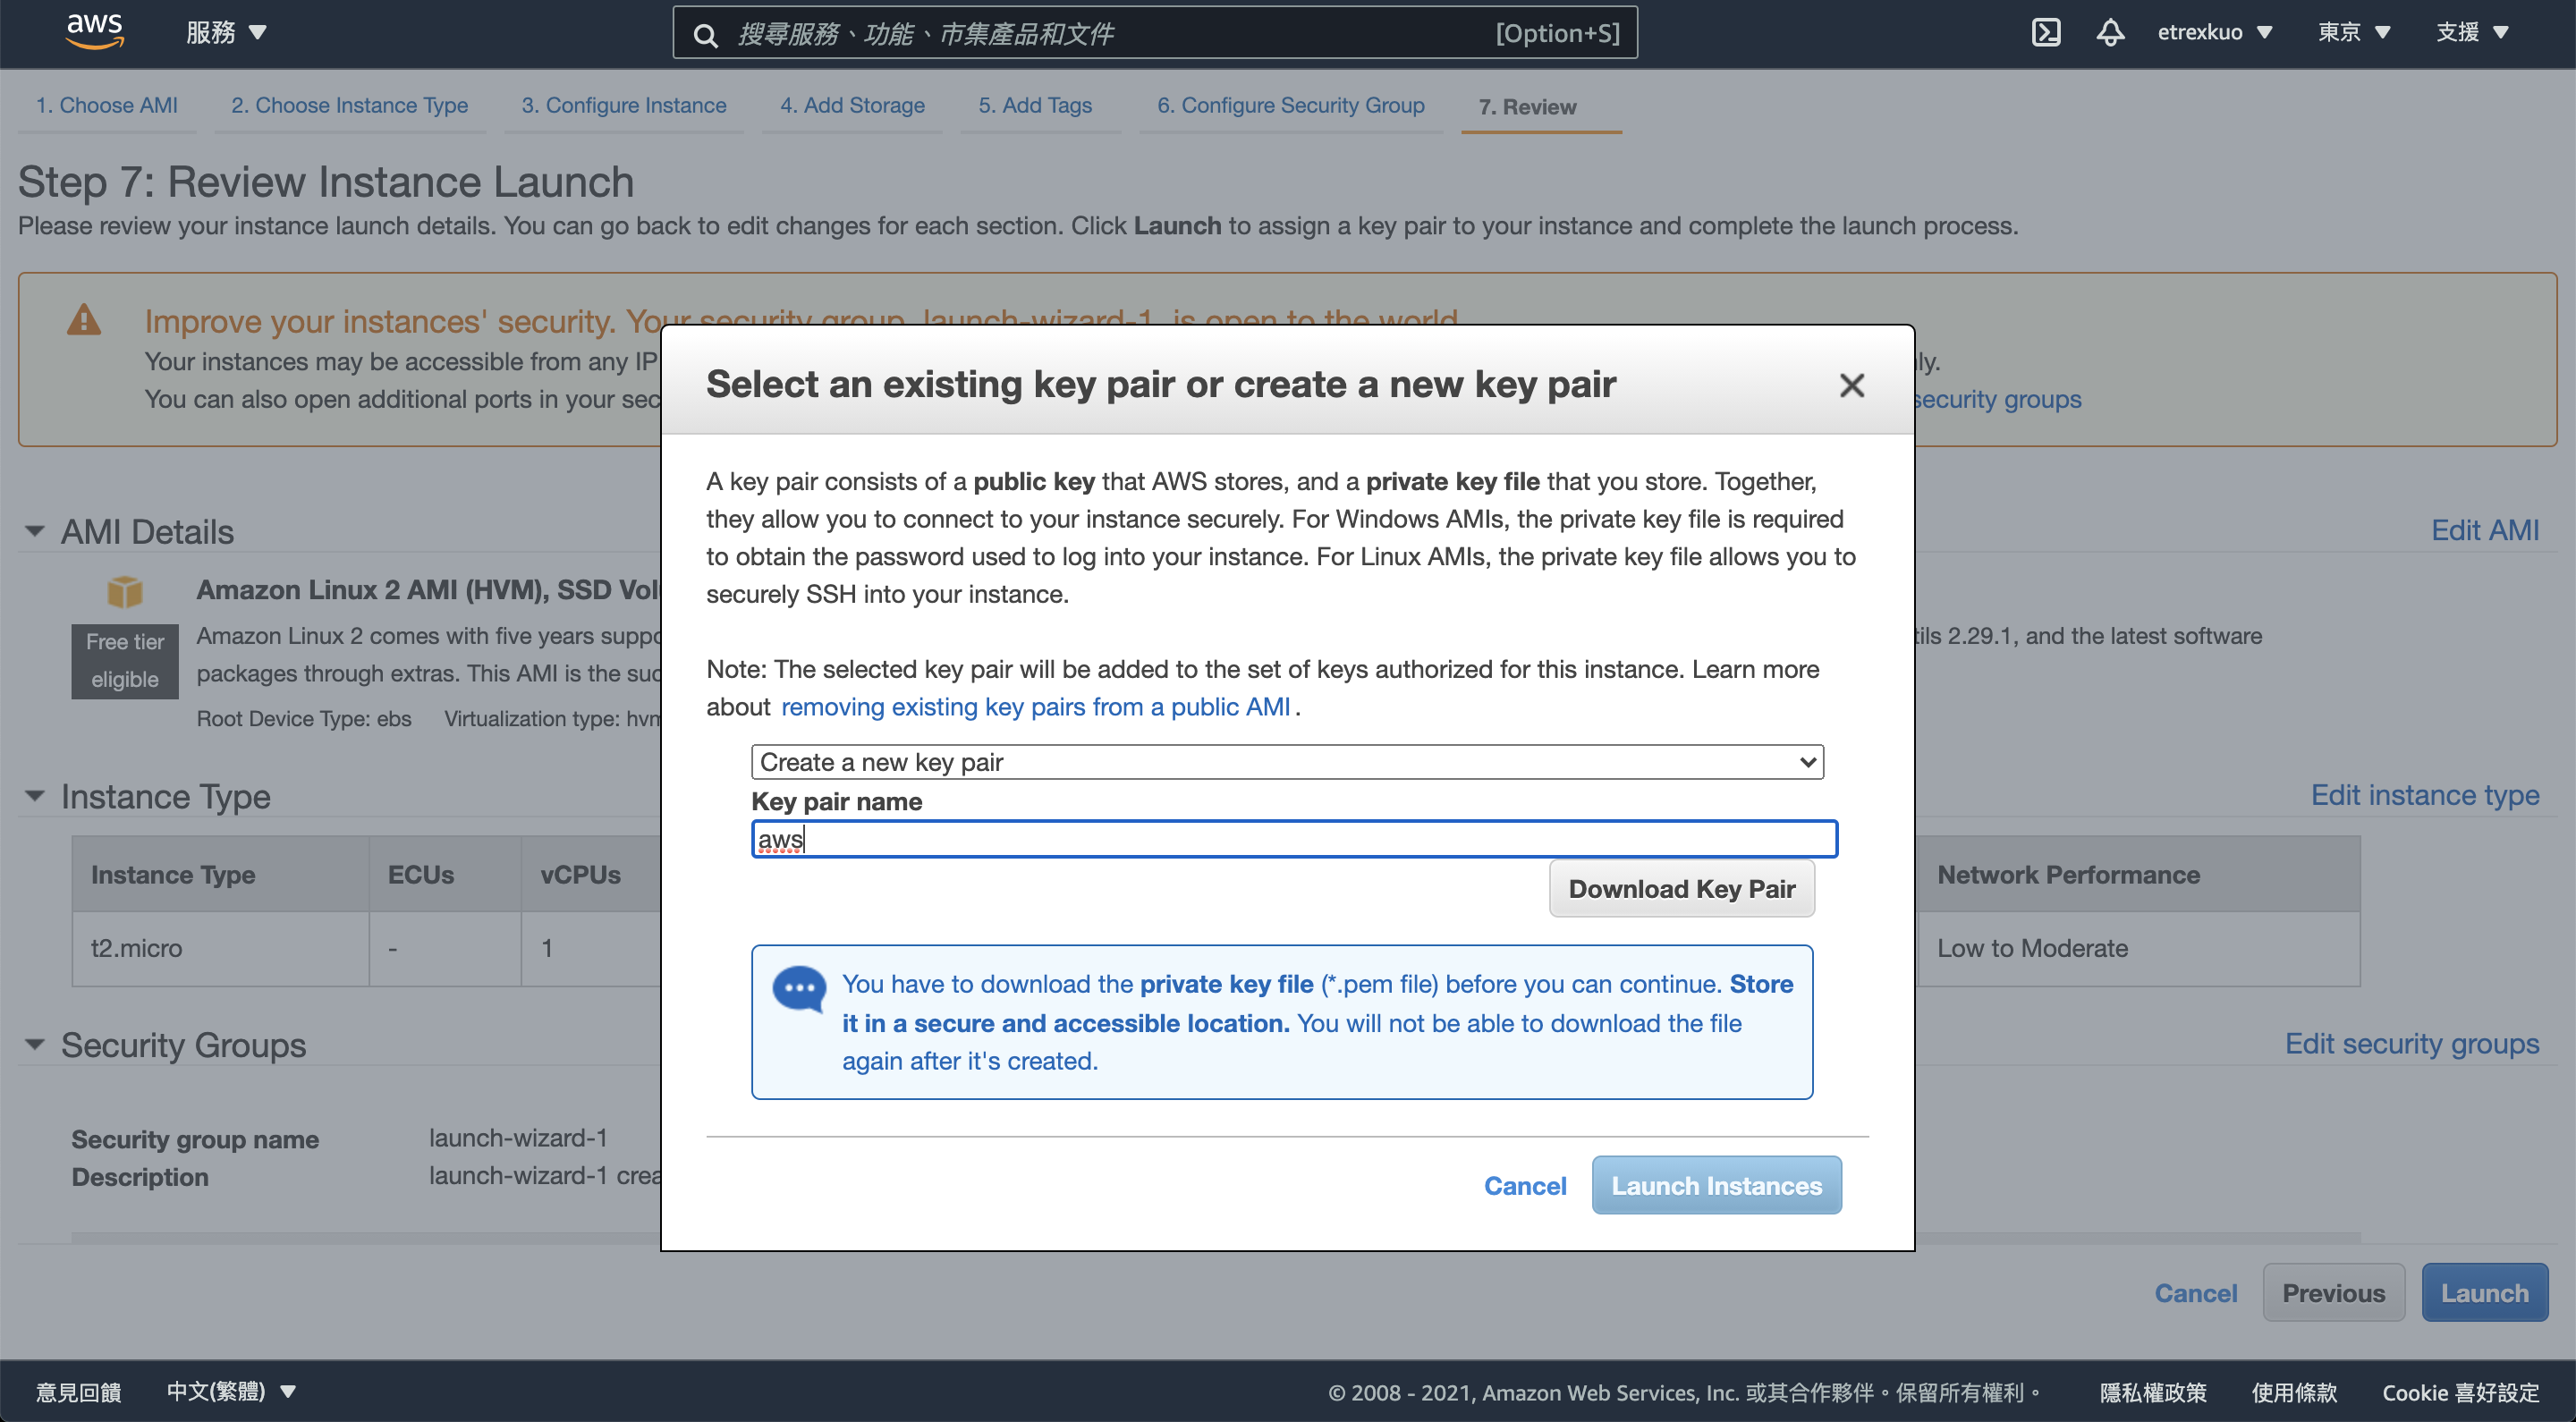 aws 服務 搜尋服務、功能、市集產品和文件 [Option+S] etrexkuo 東京 支援
1. Choose AMI 2. Choose Instance Type 3. Configure Instance 4. Add Storage 5. Add Tags 6. Configure Security Group 7. Review
Step 7: Review Instance Launch
Please review your instance launch details. You can go back to edit changes for each section. Click Launch to assign a key pair to your instance and complete the launch process.
Improve your instances' security. Your security group, launch-wizard-1, is open to the world.
Your instances may be accessible from any IP
ly.
You can also open additional ports in your sec
security groups
Select an existing key pair or create a new key pair
A key pair consists of a public key that AWS stores, and a private key file that you store. Together,
they allow you to connect to your instance securely. For Windows AMIs, the private key file is required
to obtain the password used to log into your instance. For Linux AMIs, the private key file allows you to
securely SSH into your instance.
Note: The selected key pair will be added to the set of keys authorized for this instance. Learn more
about removing existing key pairs from a public AMI.
Create a new key pair
Key pair name
aws
Download Key Pair
You have to download the private key file (*.pem file) before you can continue. Store
it in a secure and accessible location. You will not be able to download the file
again after it's created.
Cancel Launch Instances
AMI Details Edit AMI
Amazon Linux 2 AMI (HVM), SSD Vol
Free tier
eligible
Amazon Linux 2 comes with five years suppo
tils 2.29.1, and the latest software
packages through extras. This AMI is the suc
Root Device Type: ebs Virtualization type: hvm
Instance Type Edit instance type
Instance Type ECUs vCPUs Network Performance
t2.micro - 1 Low to Moderate
Security Groups Edit security groups
Security group name launch-wizard-1
Description launch-wizard-1 crea
Cancel Previous Launch
意見回饋 中文(繁體) © 2008 - 2021, Amazon Web Services, Inc. 或其合作夥伴。保留所有權利。 隱私權政策 使用條款 Cookie 喜好設定